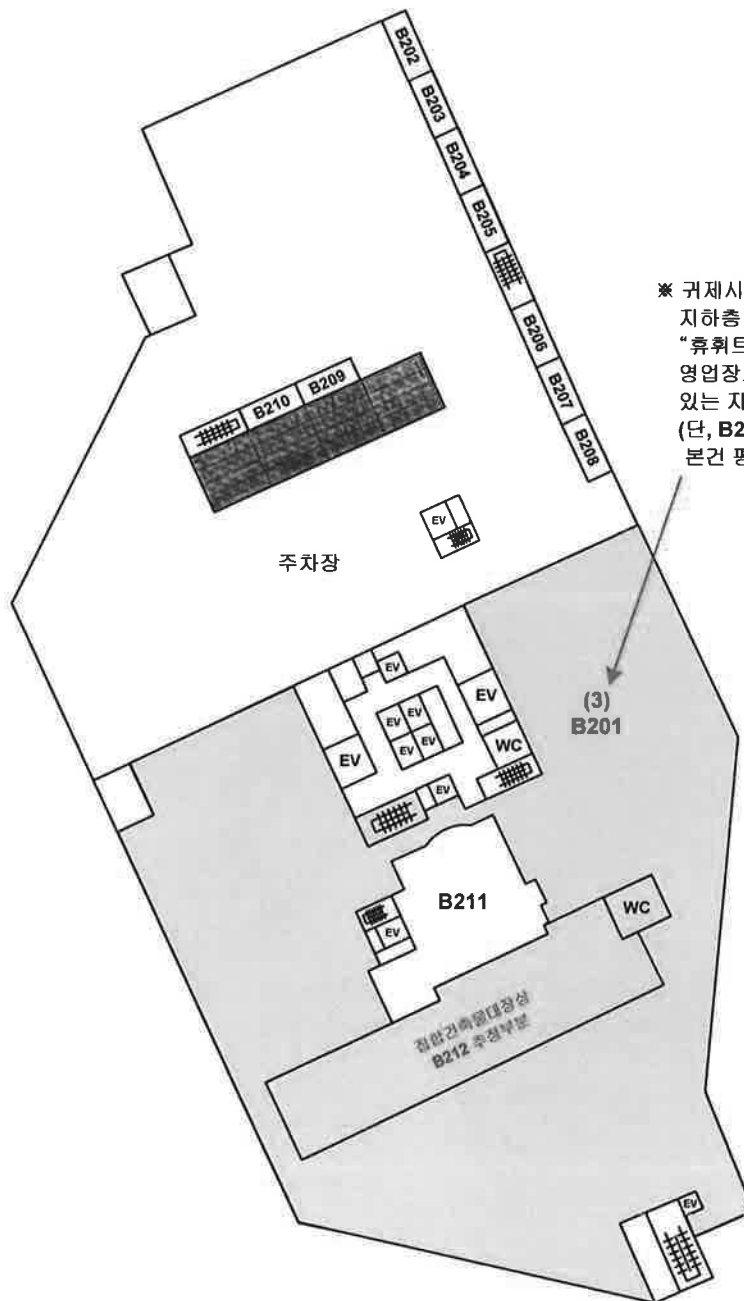 B202
B203
B204
B205
※ 귀제시
지하층
“휴휘트
영업장
있는 지
B206
B207
(단, B2
본건 평
B208
B209
B210
EV
주차장
(3)
B201
EV
EV
EV
EV
EV
EV
EV
WC
EV
B211
EV
WC
집합건축물대장상
B212 추정부분
EV